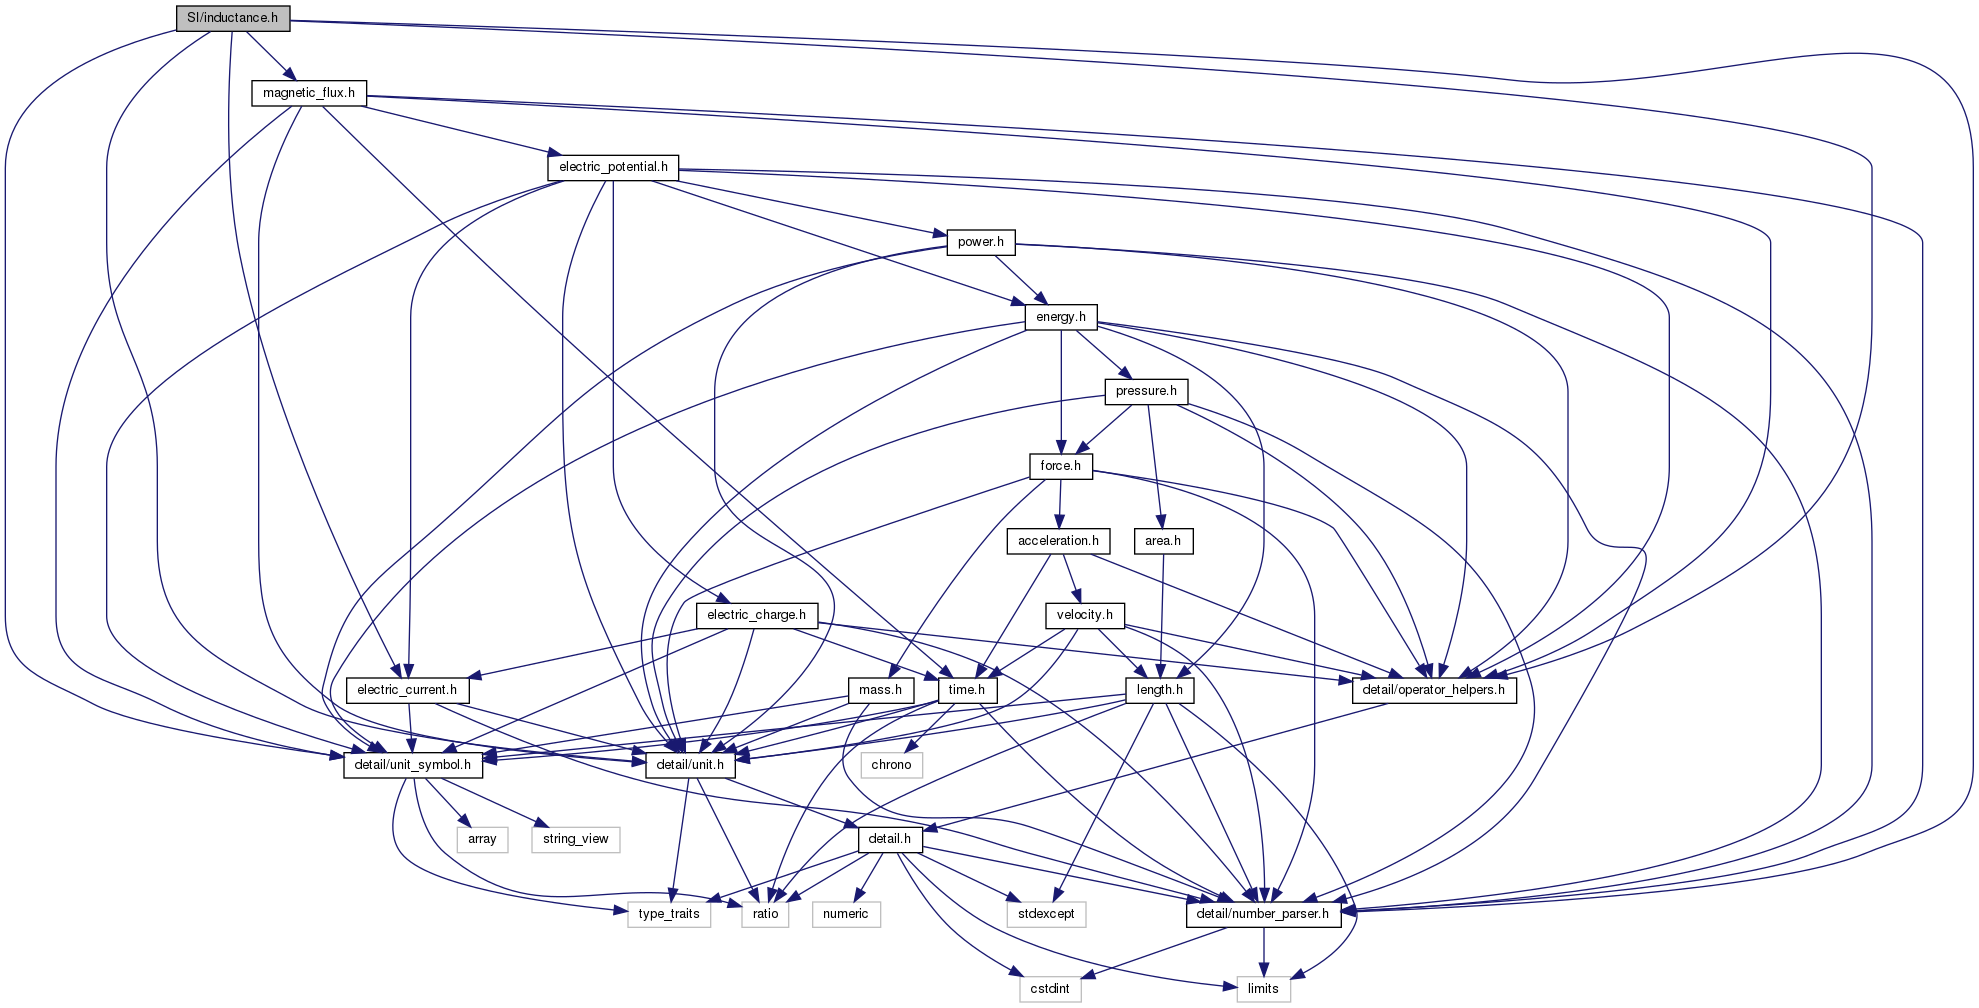 SI/inductance.h
magnetic_flux.h
electric_potential.h
power.h
energy.h
pressure.h
force.h
acceleration.h
area.h
electric_charge.h
velocity.h
electric_current.h
mass.h
time.h
length.h
detail/operator_helpers.h
detail/unit_symbol.h
detail/unit.h
chrono
array
string_view
detail.h
type_traits
ratio
numeric
stdexcept
detail/number_parser.h
cstdint
limits